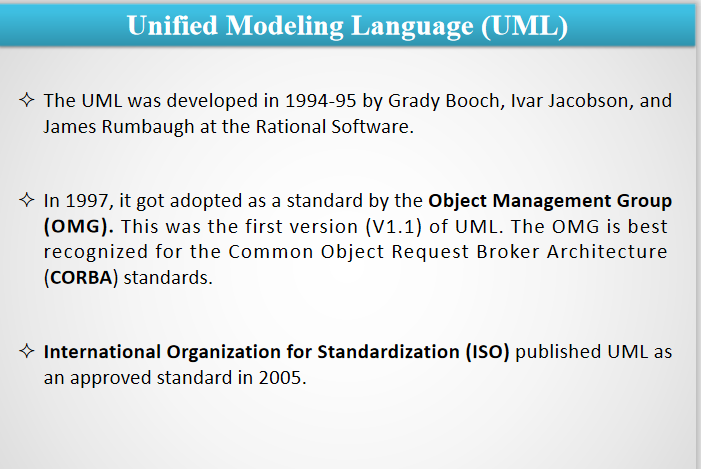 Unified Modeling Language (UML)
The UML was developed in 1994-95 by Grady Booch, Ivar Jacobson, and
James Rumbaugh at the Rational Software.
In 1997, it got adopted as a standard by the Object Management Group
(OMG). This was the first version (V1.1) of UML. The OMG is best
recognized for the Common Object Request Broker Architecture
(CORBA) standards.
International Organization for Standardization (ISO) published UML as
an approved standard in 2005.